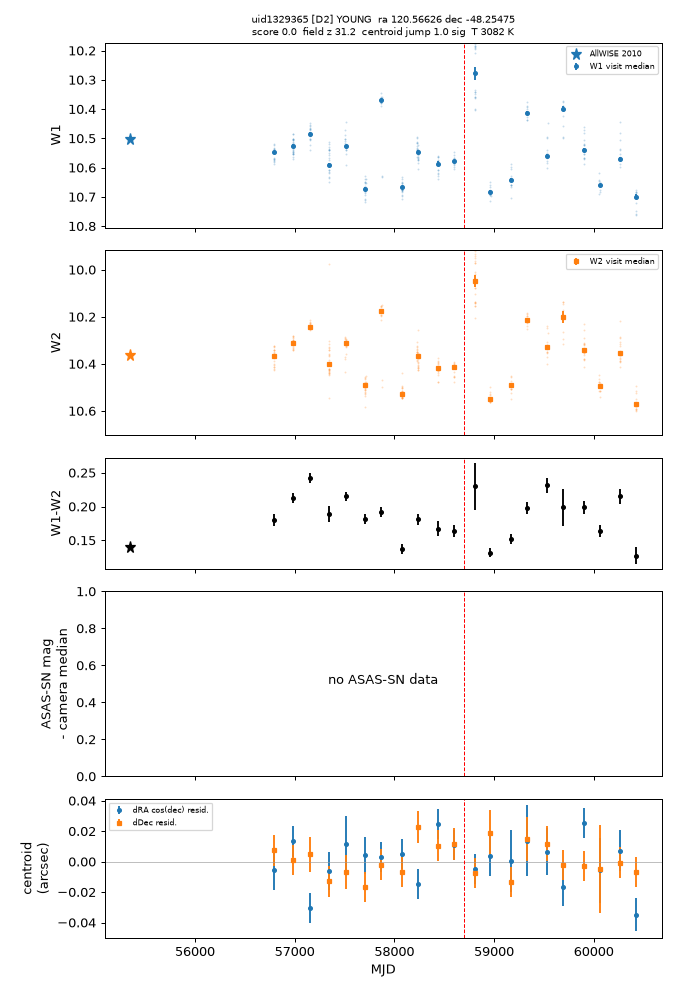 uid1329365 [D2] YOUNG  ra 120.56626 dec -48.25475
score 0.0  field z 31.2  centroid jump 1.0 sig  T 3082 K
10.2
10.3
10.4
10.5
10.6
10.7
10.8
W1
AllWISE 2010
W1 visit median
10.0
10.2
10.4
10.6
W2
W2 visit median
0.25
0.20
0.15
W1-W2
1.0
0.8
0.6
0.4
0.2
0.0
ASAS-SN mag
- camera median
no ASAS-SN data
0.04
0.02
0.00
−0.02
−0.04
centroid
(arcsec)
dRA cos(dec) resid.
dDec resid.
56000
57000
58000
59000
60000
MJD